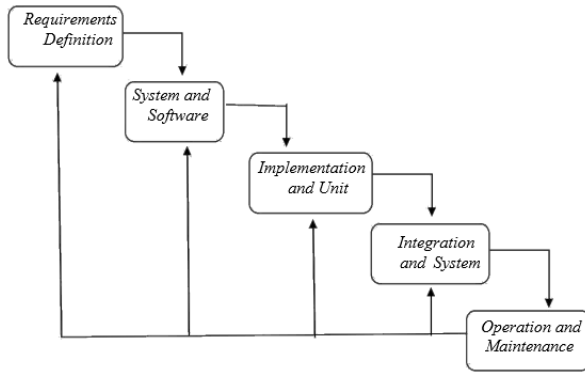 Requirements
Definition
System and
Software
Implementation
and Unit
Integration
and System
Operation and
Maintenance